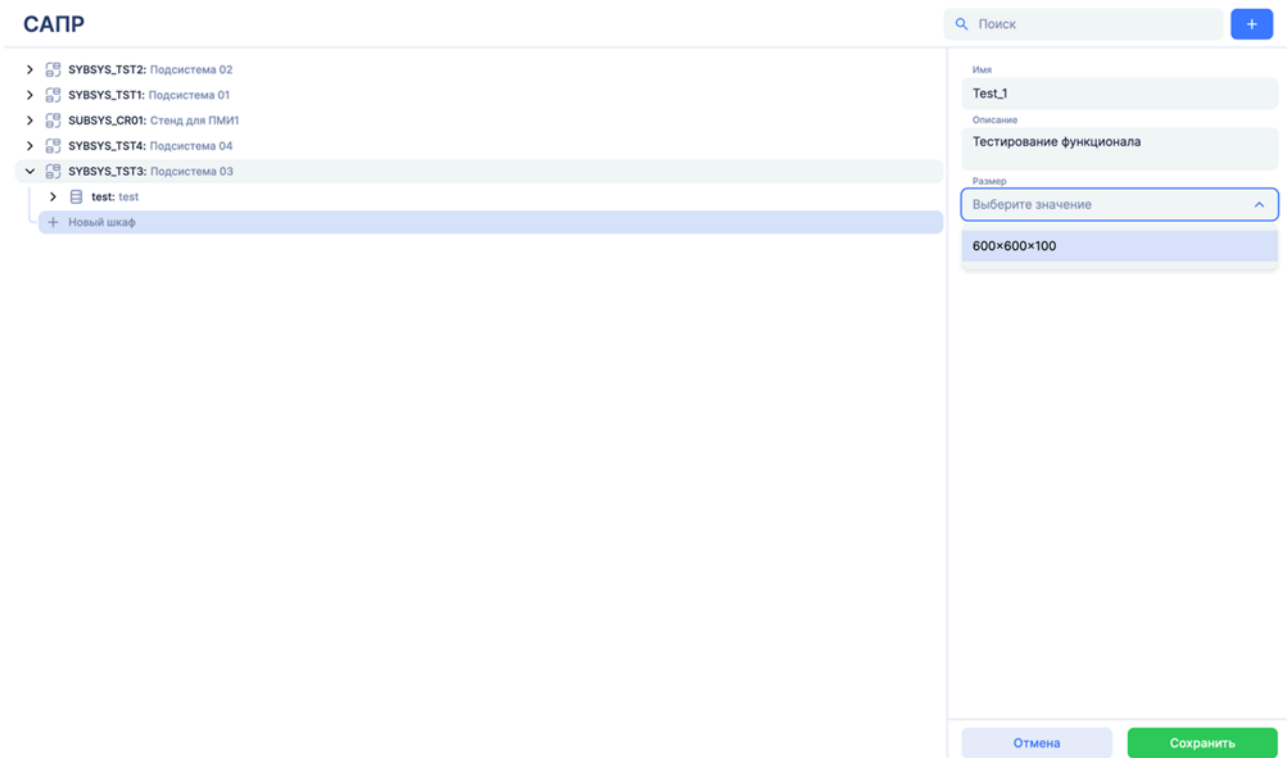 САПР
Поиск
+
SYBSYS_TST2: Подсистема 02
SYBSYS_TST1: Подсистема 01
SUBSYS_CR01: Стенд для ПМИ1
SYBSYS_TST4: Подсистема 04
SYBSYS_TST3: Подсистема 03
test: test
+ Новый шкаф
Имя
Test_1
Описание
Тестирование функционала
Размер
Выберите значение
600×600×100
Отмена
Сохранить